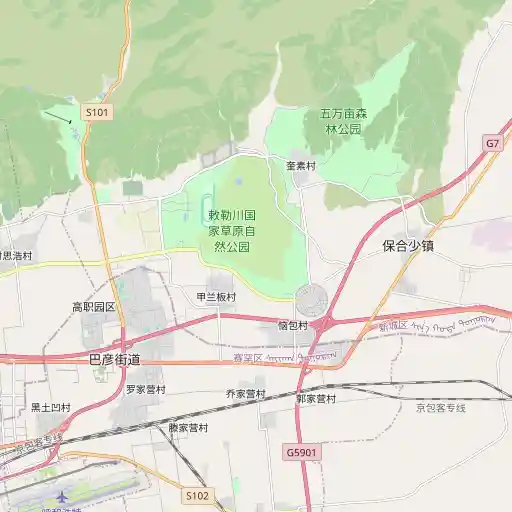 S101
五万亩森
林公园
G7
奎素村
敕勒川国
家草原自
然公园
保合少镇
思浩村
甲兰板村
高职园区
恼包村
新城区
赛罕区
巴彦街道
罗家营村
乔家营村
郭家营村
黑土凹村
京包客专线
滕家营村
京包客专线
G5901
S102